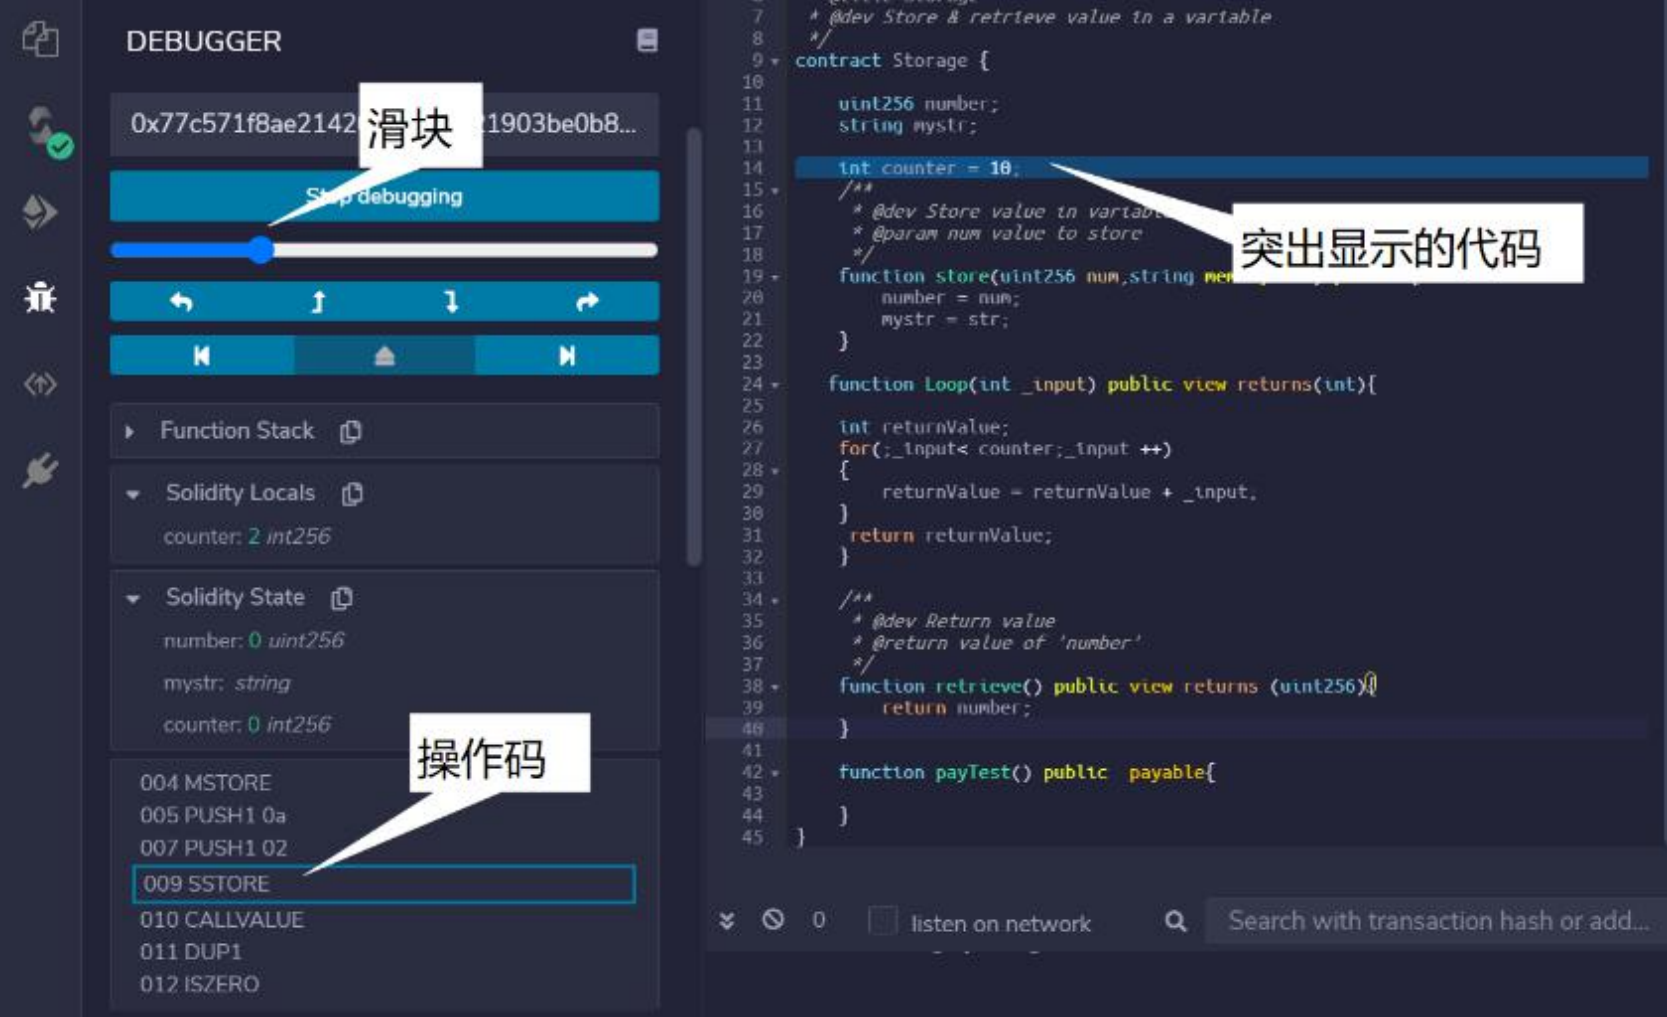 DEBUGGER
0x77c571f8ae2142 21903be0b8...
滑块
Stop debugging
Function Stack
Solidity Locals
counter: 2 int256
Solidity State
number: 0 uint256
mystr: string
counter: 0 int256
操作码
004 MSTORE
005 PUSH1 0a
007 PUSH1 02
009 SSTORE
010 CALLVALUE
011 DUP1
012 ISZERO
7 * @dev Store & retrieve value in a variable
8 */
9 contract Storage {
10
11 uint256 number;
12 string mystr;
13
14 int counter = 10;
15 /**
16 * @dev Store value in variab
17 * @param num value to store
18 */
突出显示的代码
19 function store(uint256 num,string mem
20 number = num;
21 mystr = str;
22 }
23
24 function Loop(int _input) public view returns(int){
25
26 int returnValue;
27 for(;_input< counter;_input ++)
28 {
29 returnValue = returnValue + _input;
30 }
31 return returnValue;
32 }
33
34 /**
35 * @dev Return value
36 * @return value of 'number'
37 */
38 function retrieve() public view returns (uint256){
39 return number;
40 }
41
42 function payTest() public payable{
43
44 }
45 }
0 listen on network Search with transaction hash or add...